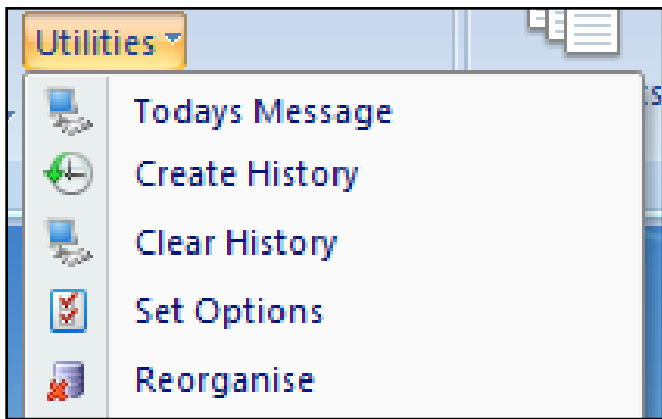 Utilities
Todays Message
Create History
Clear History
Set Options
Reorganise